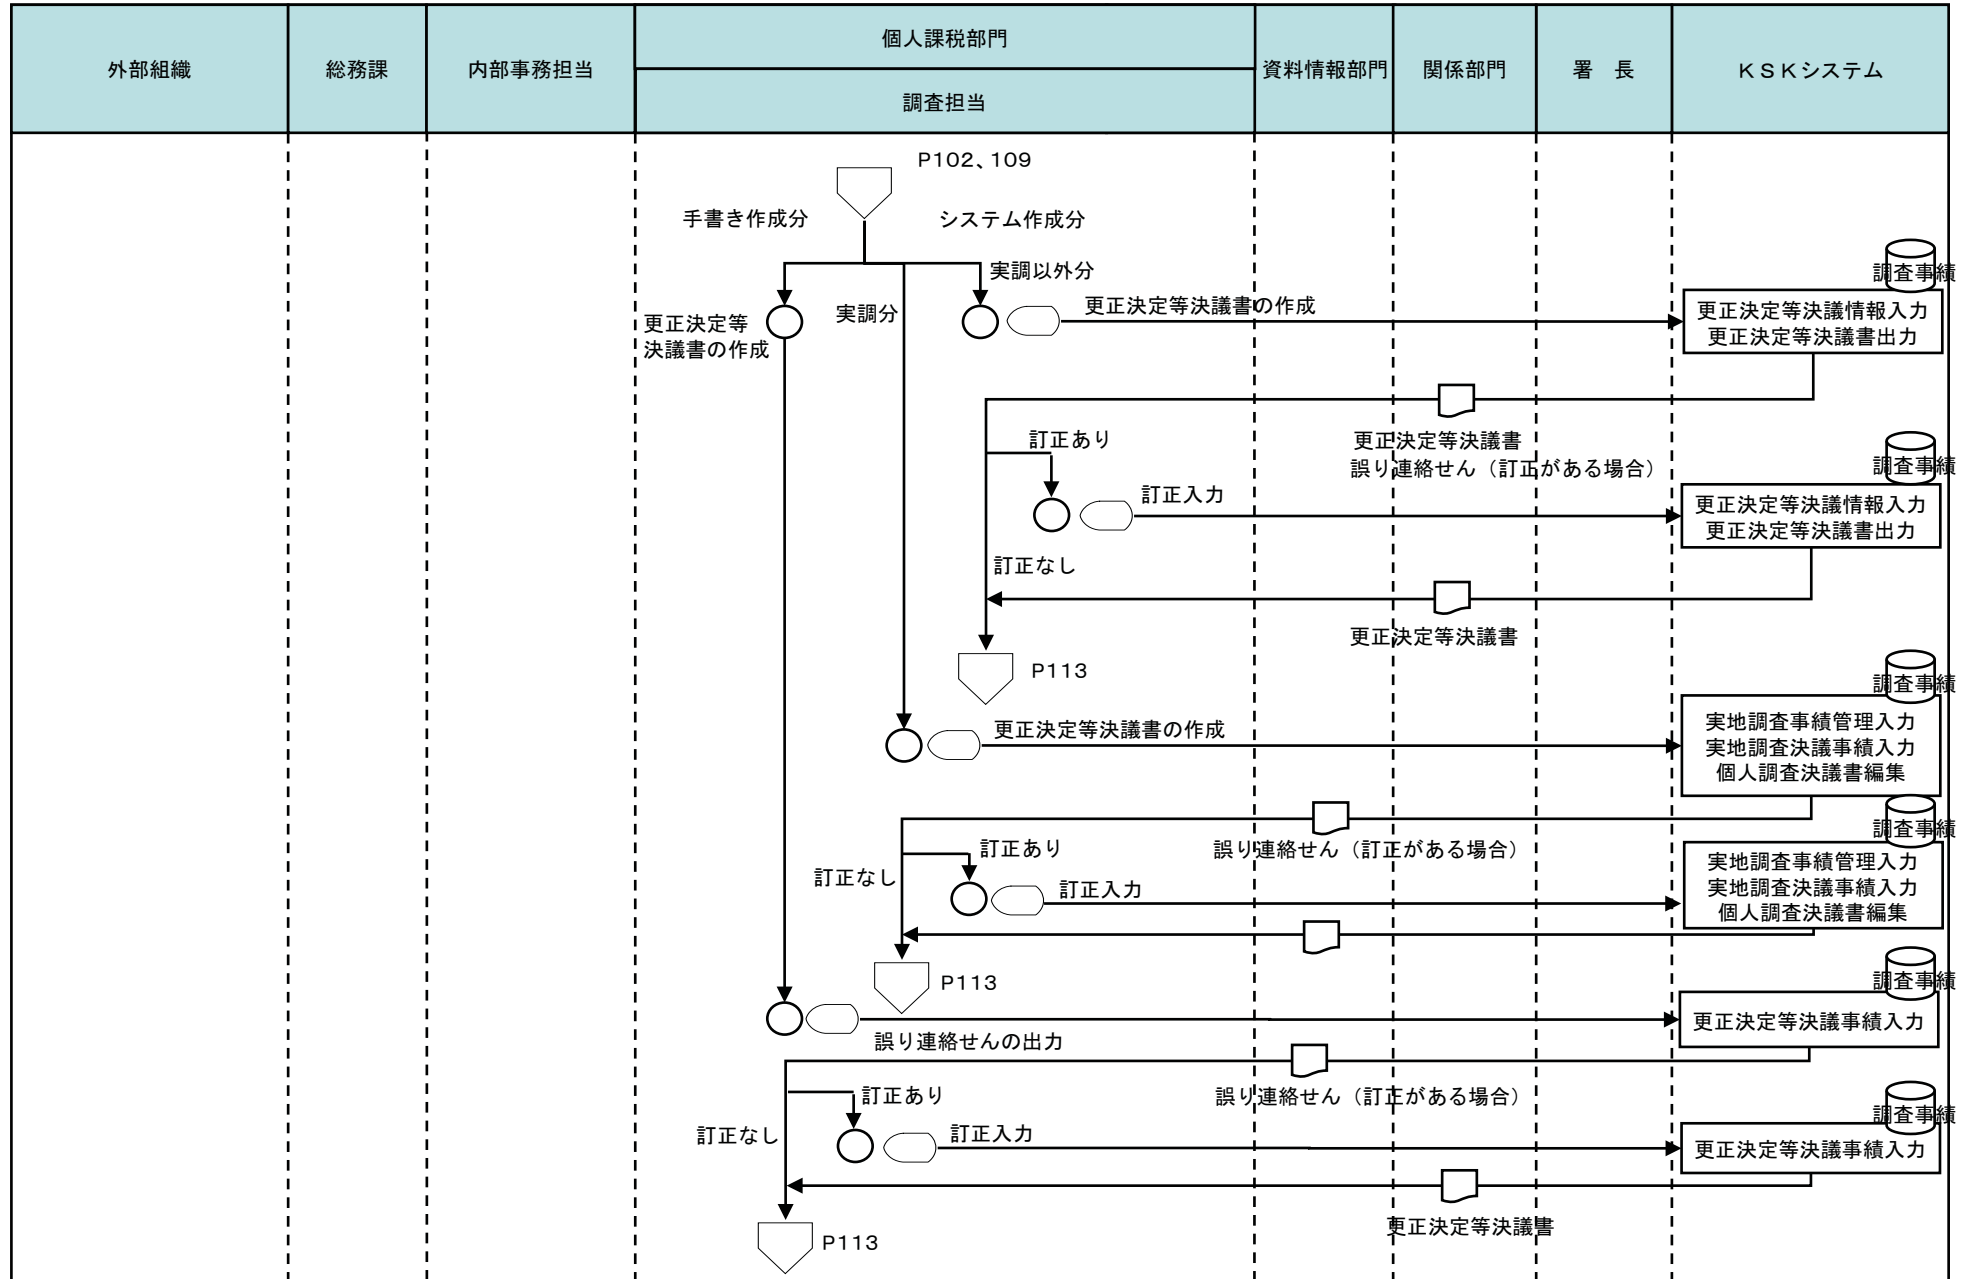 外部組織
総務課
内部事務担当
個人課税部門
調査担当
資料情報部門
関係部門
署　長
ＫＳＫシステム
P102、109
手書き作成分
システム作成分
実調以外分
実調分
更正決定等
決議書の作成
更正決定等決議書の作成
調査事績
更正決定等決議情報入力
更正決定等決議書出力
訂正あり
更正決定等決議書
誤り連絡せん（訂正がある場合）
調査事績
訂正入力
更正決定等決議情報入力
更正決定等決議書出力
訂正なし
更正決定等決議書
P113
調査事績
更正決定等決議書の作成
実地調査事績管理入力
実地調査決議事績入力
個人調査決議書編集
調査事績
訂正あり
誤り連絡せん（訂正がある場合）
訂正なし
訂正入力
実地調査事績管理入力
実地調査決議事績入力
個人調査決議書編集
P113
調査事績
更正決定等決議事績入力
誤り連絡せんの出力
訂正あり
誤り連絡せん（訂正がある場合）
調査事績
訂正なし
訂正入力
更正決定等決議事績入力
更正決定等決議書
P113